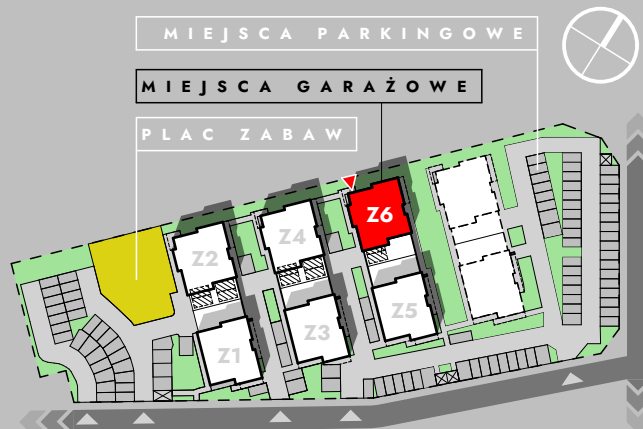 MIEJSCA PARKINGOWE
MIEJSCA GARAŻOWE
PLAC ZABAW
Z6
Z4
Z2
Z5
Z3
Z1